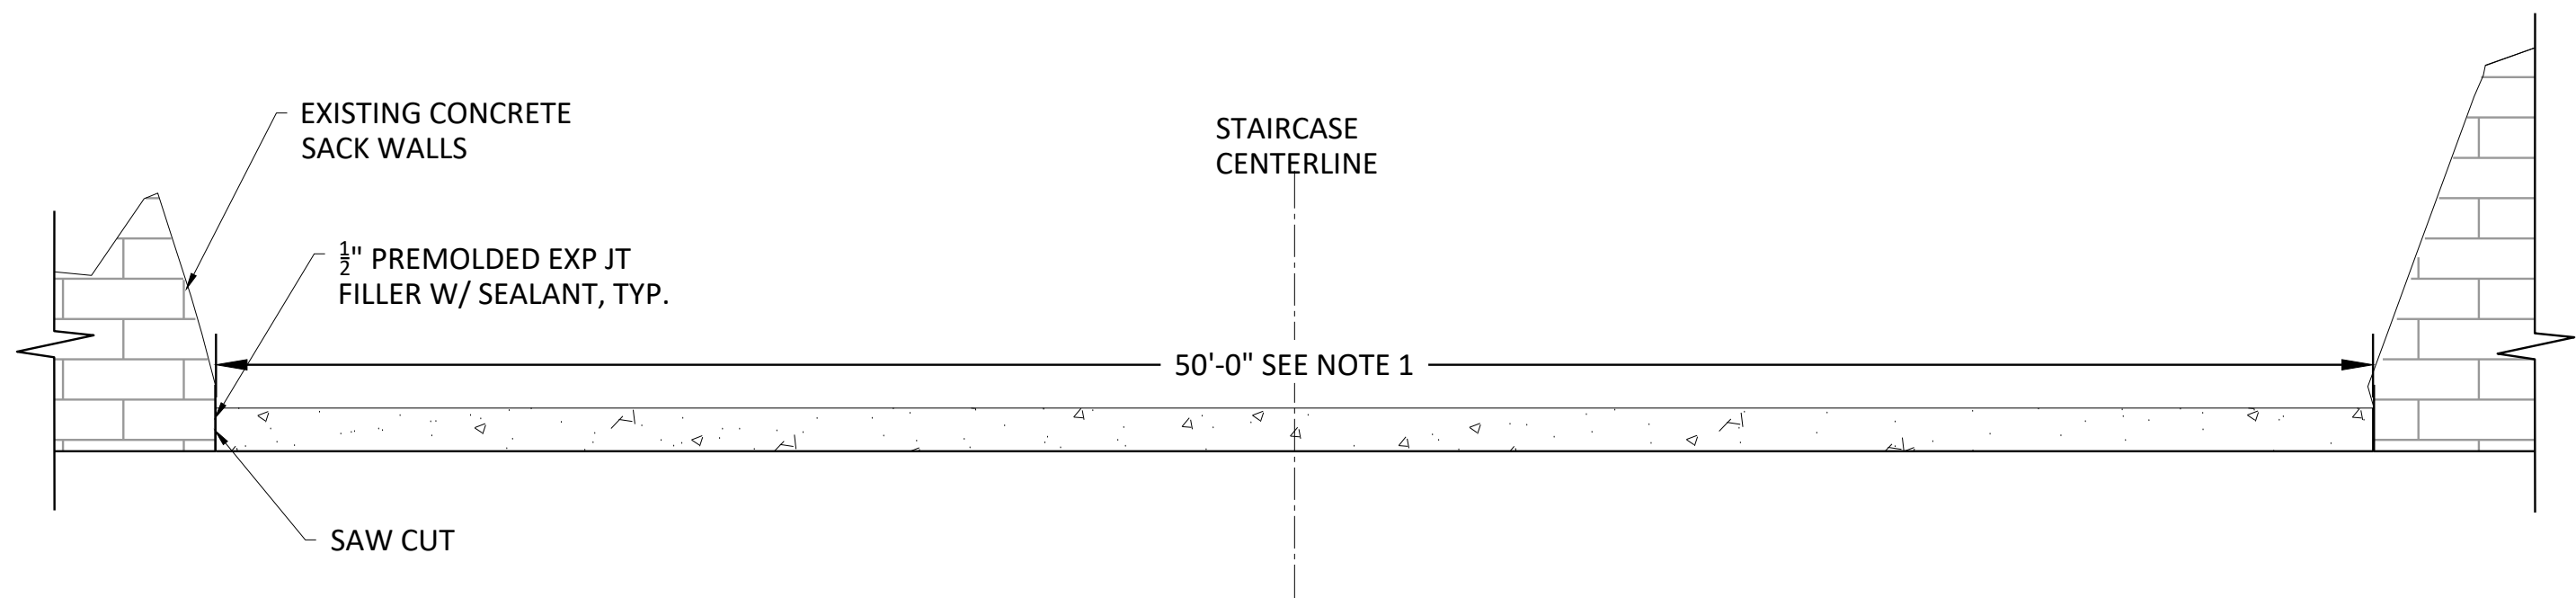 EXISTING CONCRETE
SACK WALLS
STAIRCASE
CENTERLINE
½" PREMOLDED EXP JT
FILLER W/ SEALANT, TYP.
50'-0" SEE NOTE 1
SAW CUT